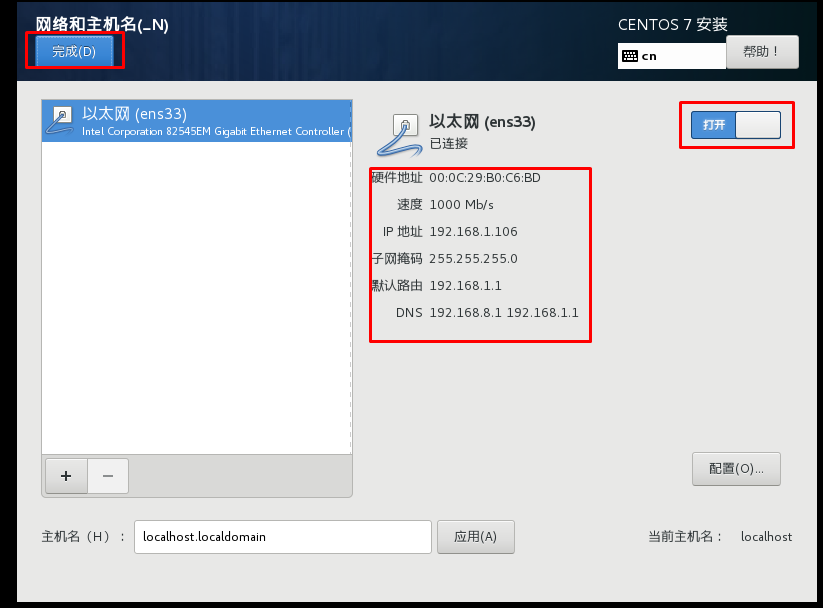 网络和主机名(_N)
完成(D)
CENTOS 7 安装
cn
帮助！
以太网 (ens33)
Intel Corporation 82545EM Gigabit Ethernet Controller (
以太网 (ens33)
已连接
打开
硬件地址 00:0C:29:B0:C6:BD
速度 1000 Mb/s
IP 地址 192.168.1.106
子网掩码 255.255.255.0
默认路由 192.168.1.1
DNS 192.168.8.1 192.168.1.1
+
−
配置(O)...
主机名（H）： localhost.localdomain 应用(A) 当前主机名： localhost